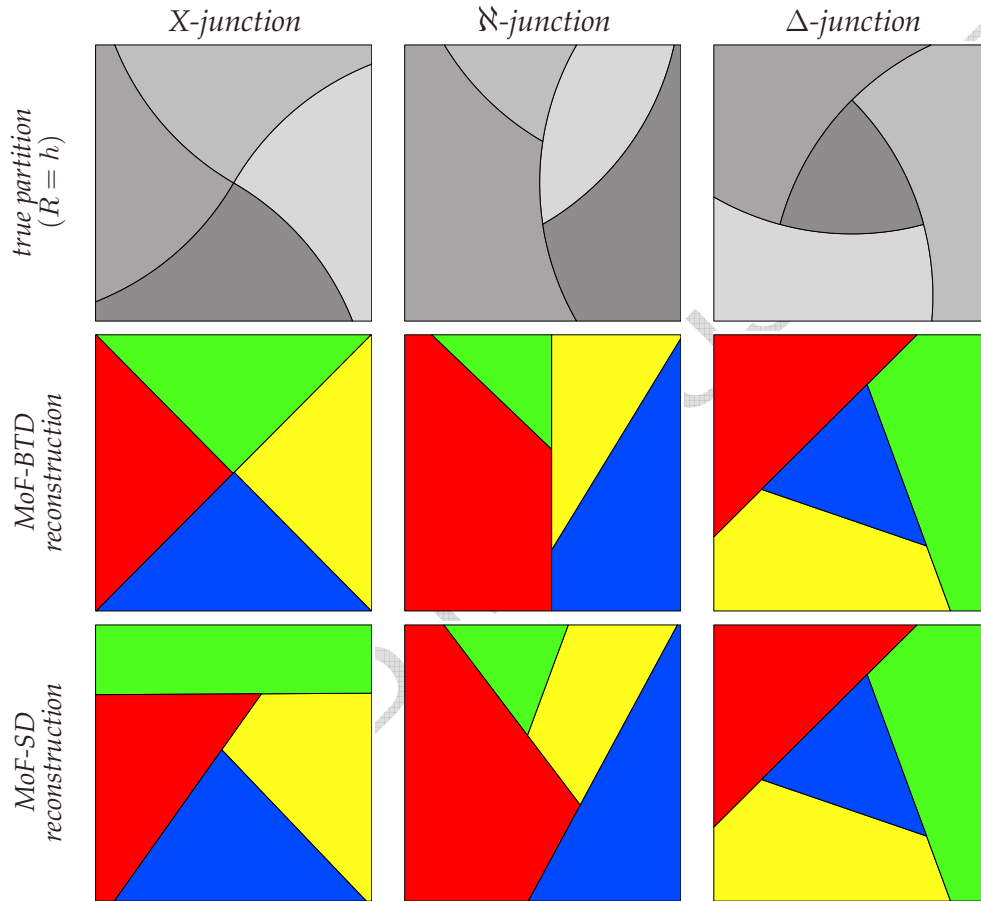 X-junction
ℵ-junction
Δ-junction
true partition
(R = h)
MoF-BTD
reconstruction
MoF-SD
reconstruction